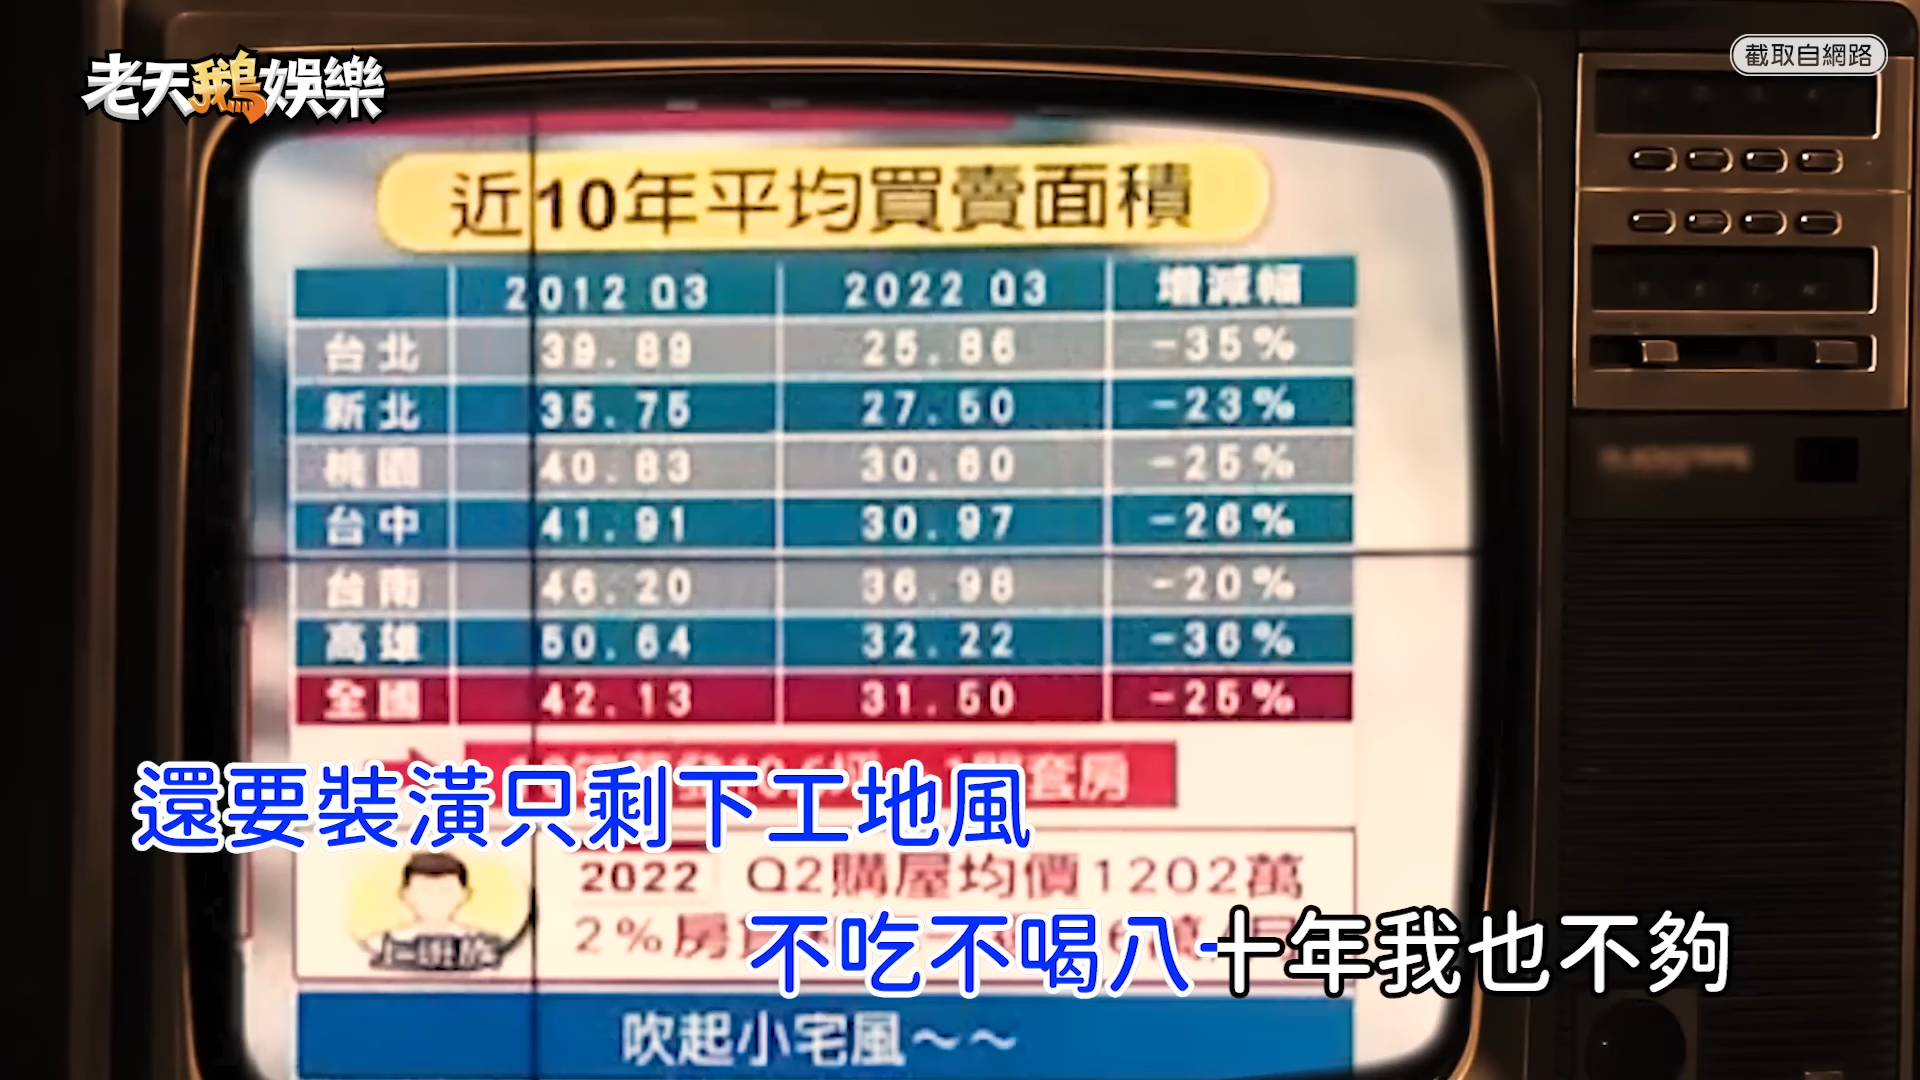 老天鵝娛樂
截取自網路
近10年平均買賣面積
2012 Q3 2022 Q3 增減幅
台北 39.89 25.86 -35%
新北 35.75 27.50 -23%
桃園 40.83 30.60 -25%
台中 41.91 30.97 -26%
台南 46.20 36.98 -20%
高雄 50.64 32.22 -36%
全國 42.13 31.50 -25%
套房
還要裝潢只剩下工地風
2022 Q2購屋均價1202萬
上班族
2%房
不吃不喝八十年我也不夠
吹起小宅風～～